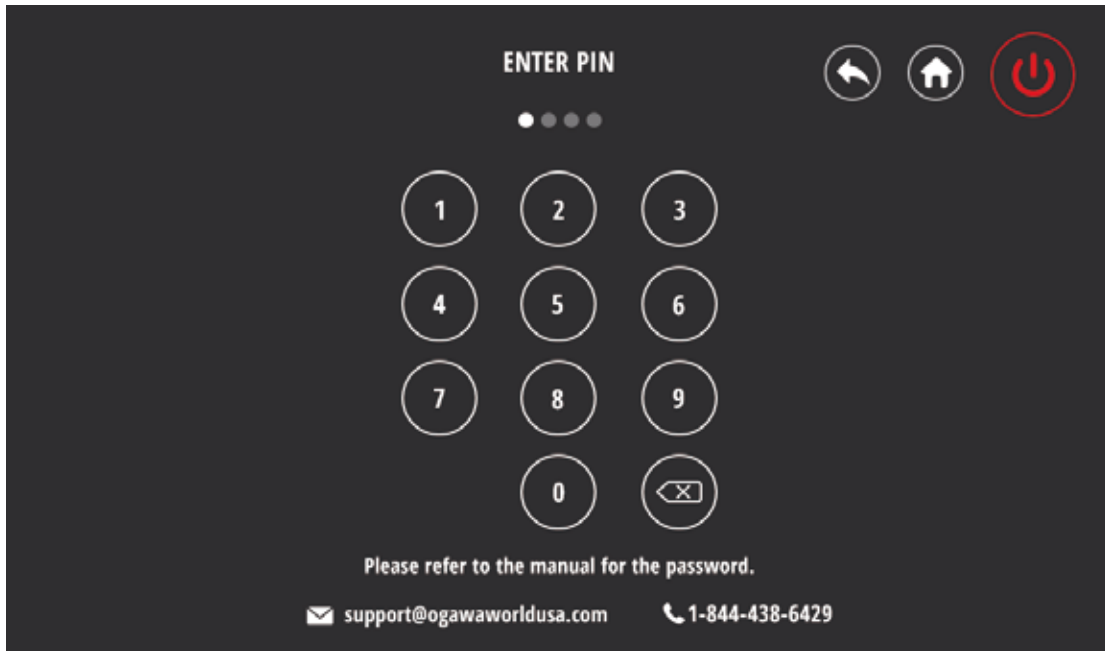 ENTER PIN
1 2 3
4 5 6
7 8 9
0
Please refer to the manual for the password.
support@ogawaworldusa.com 1-844-438-6429